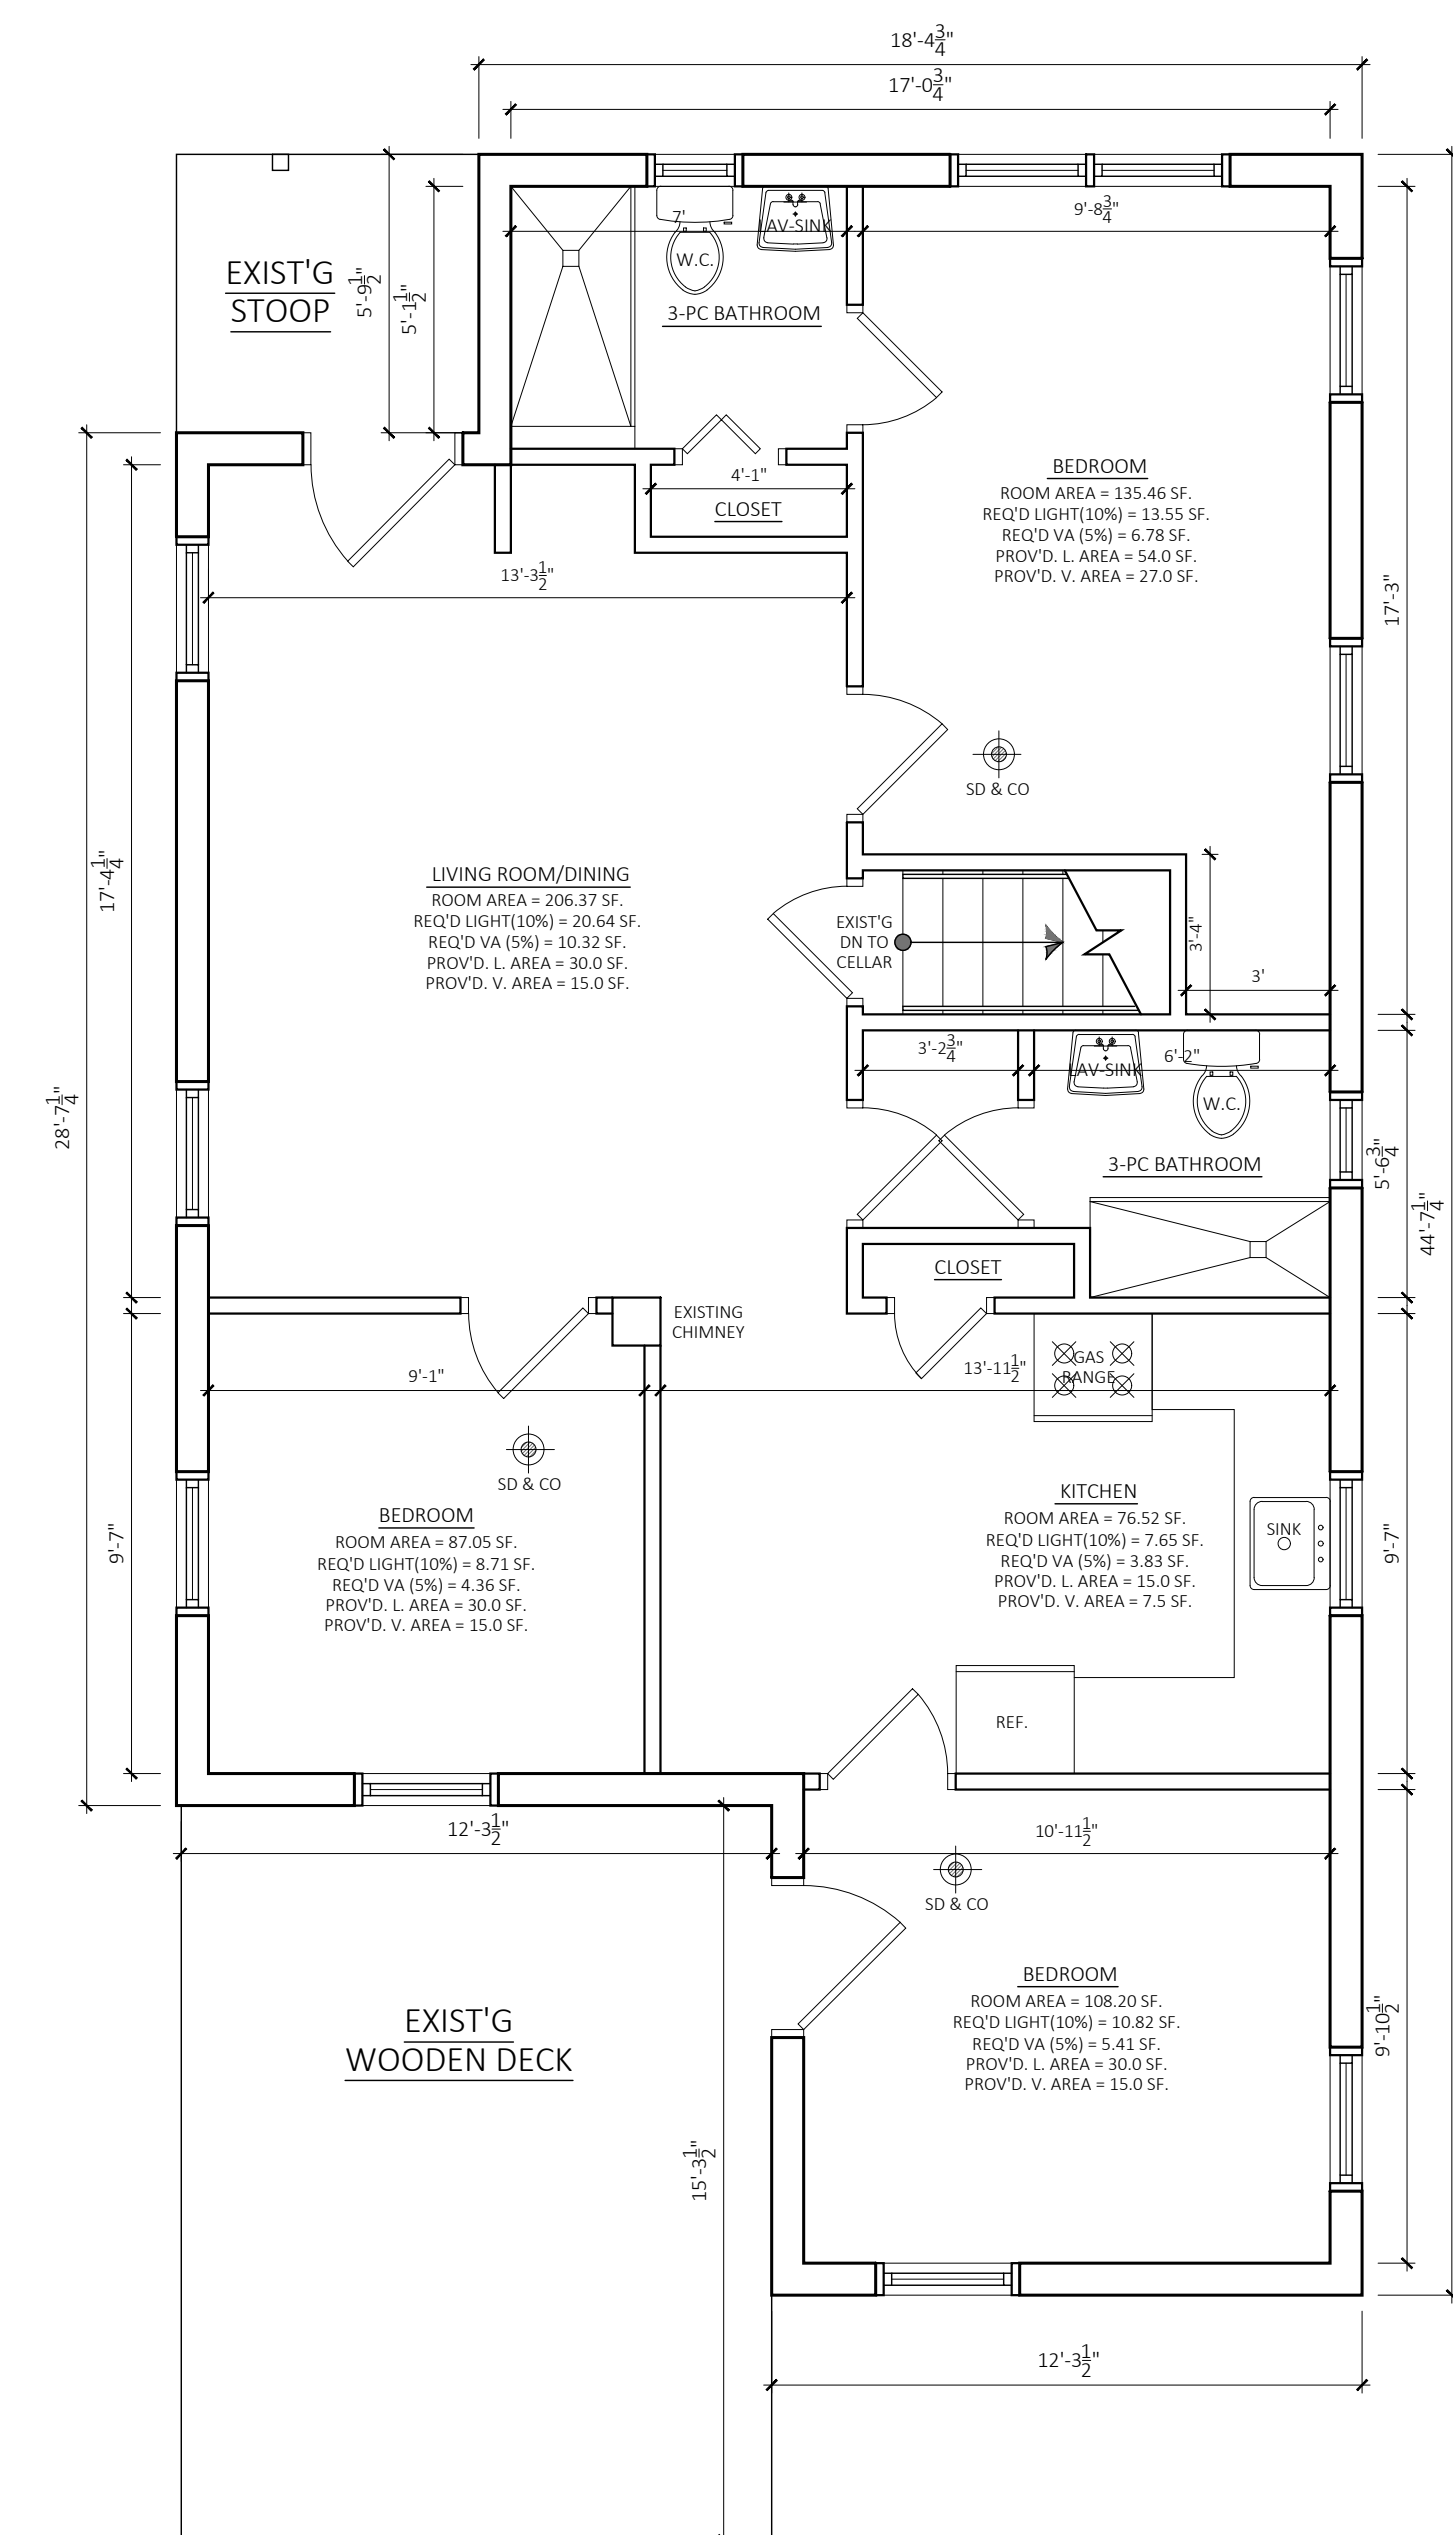 18'-4 3/4"
17'-0 3/4"
EXIST'G
STOOP
5'-9 1/2"
5'-1 1/2"
7'
LAV-SINK
W.C.
3-PC BATHROOM
9'-8 3/4"
4'-1"
CLOSET
13'-3 1/2"
BEDROOM
ROOM AREA = 135.46 SF.
REQ'D LIGHT(10%) = 13.55 SF.
REQ'D VA (5%) = 6.78 SF.
PROV'D. L. AREA = 54.0 SF.
PROV'D. V. AREA = 27.0 SF.
17'-3"
SD & CO
17'-4 1/4"
28'-7 1/4"
LIVING ROOM/DINING
ROOM AREA = 206.37 SF.
REQ'D LIGHT(10%) = 20.64 SF.
REQ'D VA (5%) = 10.32 SF.
PROV'D. L. AREA = 30.0 SF.
PROV'D. V. AREA = 15.0 SF.
EXIST'G
DN TO
CELLAR
3'-4"
3'
3'-2 3/4"
LAV-SINK
6'-2"
W.C.
3-PC BATHROOM
5'-6 3/4"
44'-7 1/4"
CLOSET
EXISTING
CHIMNEY
9'-1"
13'-11 1/2"
GAS
RANGE
SD & CO
BEDROOM
ROOM AREA = 87.05 SF.
REQ'D LIGHT(10%) = 8.71 SF.
REQ'D VA (5%) = 4.36 SF.
PROV'D. L. AREA = 30.0 SF.
PROV'D. V. AREA = 15.0 SF.
9'-7"
KITCHEN
ROOM AREA = 76.52 SF.
REQ'D LIGHT(10%) = 7.65 SF.
REQ'D VA (5%) = 3.83 SF.
PROV'D. L. AREA = 15.0 SF.
PROV'D. V. AREA = 7.5 SF.
SINK
9'-7"
REF.
12'-3 1/2"
10'-11 1/2"
SD & CO
EXIST'G
WOODEN DECK
BEDROOM
ROOM AREA = 108.20 SF.
REQ'D LIGHT(10%) = 10.82 SF.
REQ'D VA (5%) = 5.41 SF.
PROV'D. L. AREA = 30.0 SF.
PROV'D. V. AREA = 15.0 SF.
9'-10 1/2"
15'-3 1/2"
12'-3 1/2"